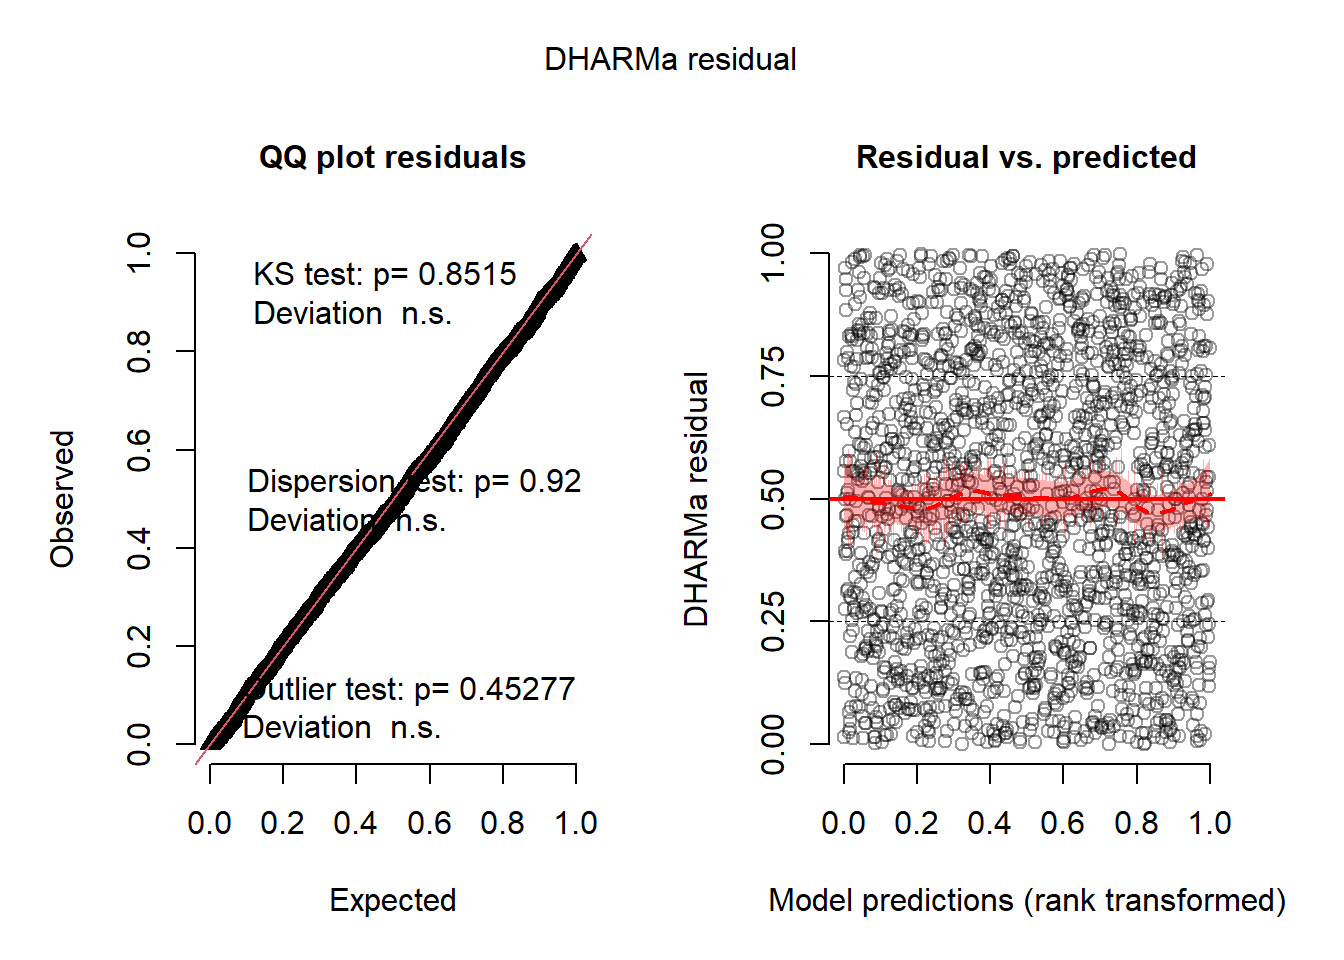 DHARMa residual
QQ plot residuals
KS test: p= 0.8515
Deviation  n.s.
Dispersion test: p= 0.92
Deviation  n.s.
Outlier test: p= 0.45277
Deviation  n.s.
Observed
0.0 0.2 0.4 0.6 0.8 1.0
0.0 0.2 0.4 0.6 0.8 1.0
Expected
Residual vs. predicted
DHARMa residual
0.00 0.25 0.50 0.75 1.00
0.0 0.2 0.4 0.6 0.8 1.0
Model predictions (rank transformed)